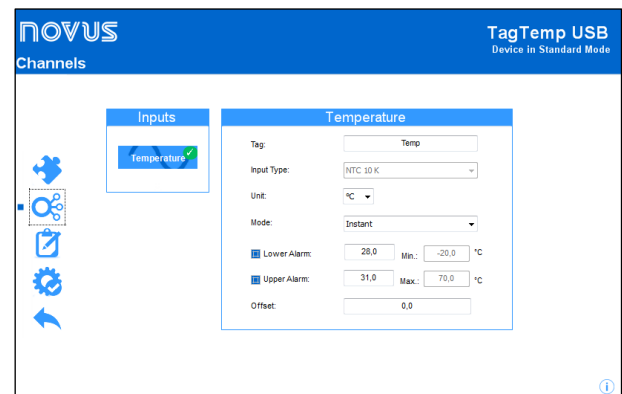 novus
TagTemp USB
Device in Standard Mode
Channels
Inputs
Temperature
Temperature
Tag: Temp
Input Type: NTC 10 K
Unit: ºC
Mode: Instant
Lower Alarm: 28,0 Min.: -20,0 °C
Upper Alarm: 31,0 Max.: 70,0 °C
Offset: 0,0
i